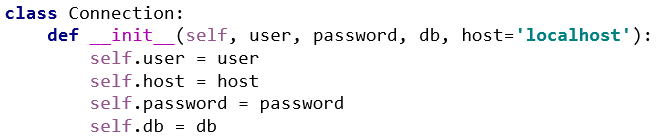 class Connection:
    def __init__(self, user, password, db, host='localhost'):
        self.user = user
        self.host = host
        self.password = password
        self.db = db